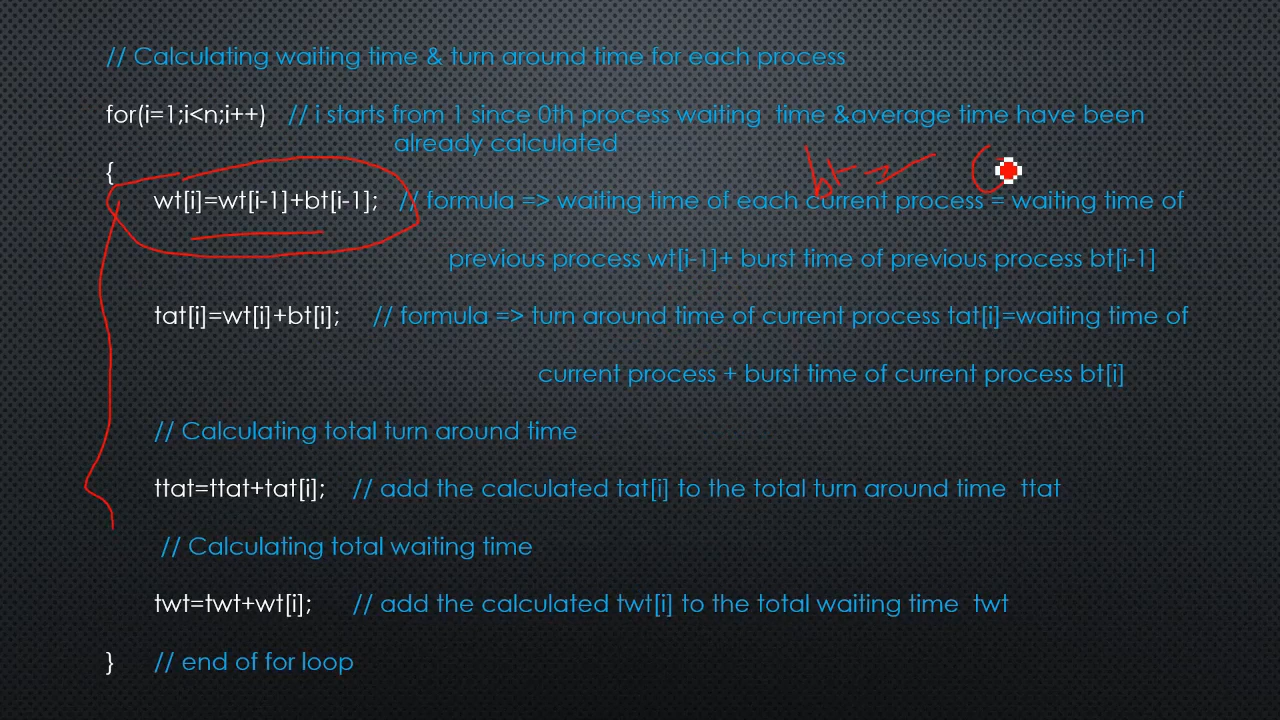 // Calculating waiting time & turn around time for each process
for(i=1;i<n;i++) // i starts from 1 since 0th process waiting time &average time have been
already calculated
{
wt[i]=wt[i-1]+bt[i-1]; // formula => waiting time of each current process = waiting time of
previous process wt[i-1]+ burst time of previous process bt[i-1]
tat[i]=wt[i]+bt[i]; // formula => turn around time of current process tat[i]=waiting time of
current process + burst time of current process bt[i]
// Calculating total turn around time
ttat=ttat+tat[i]; // add the calculated tat[i] to the total turn around time ttat
// Calculating total waiting time
twt=twt+wt[i]; // add the calculated twt[i] to the total waiting time twt
} // end of for loop